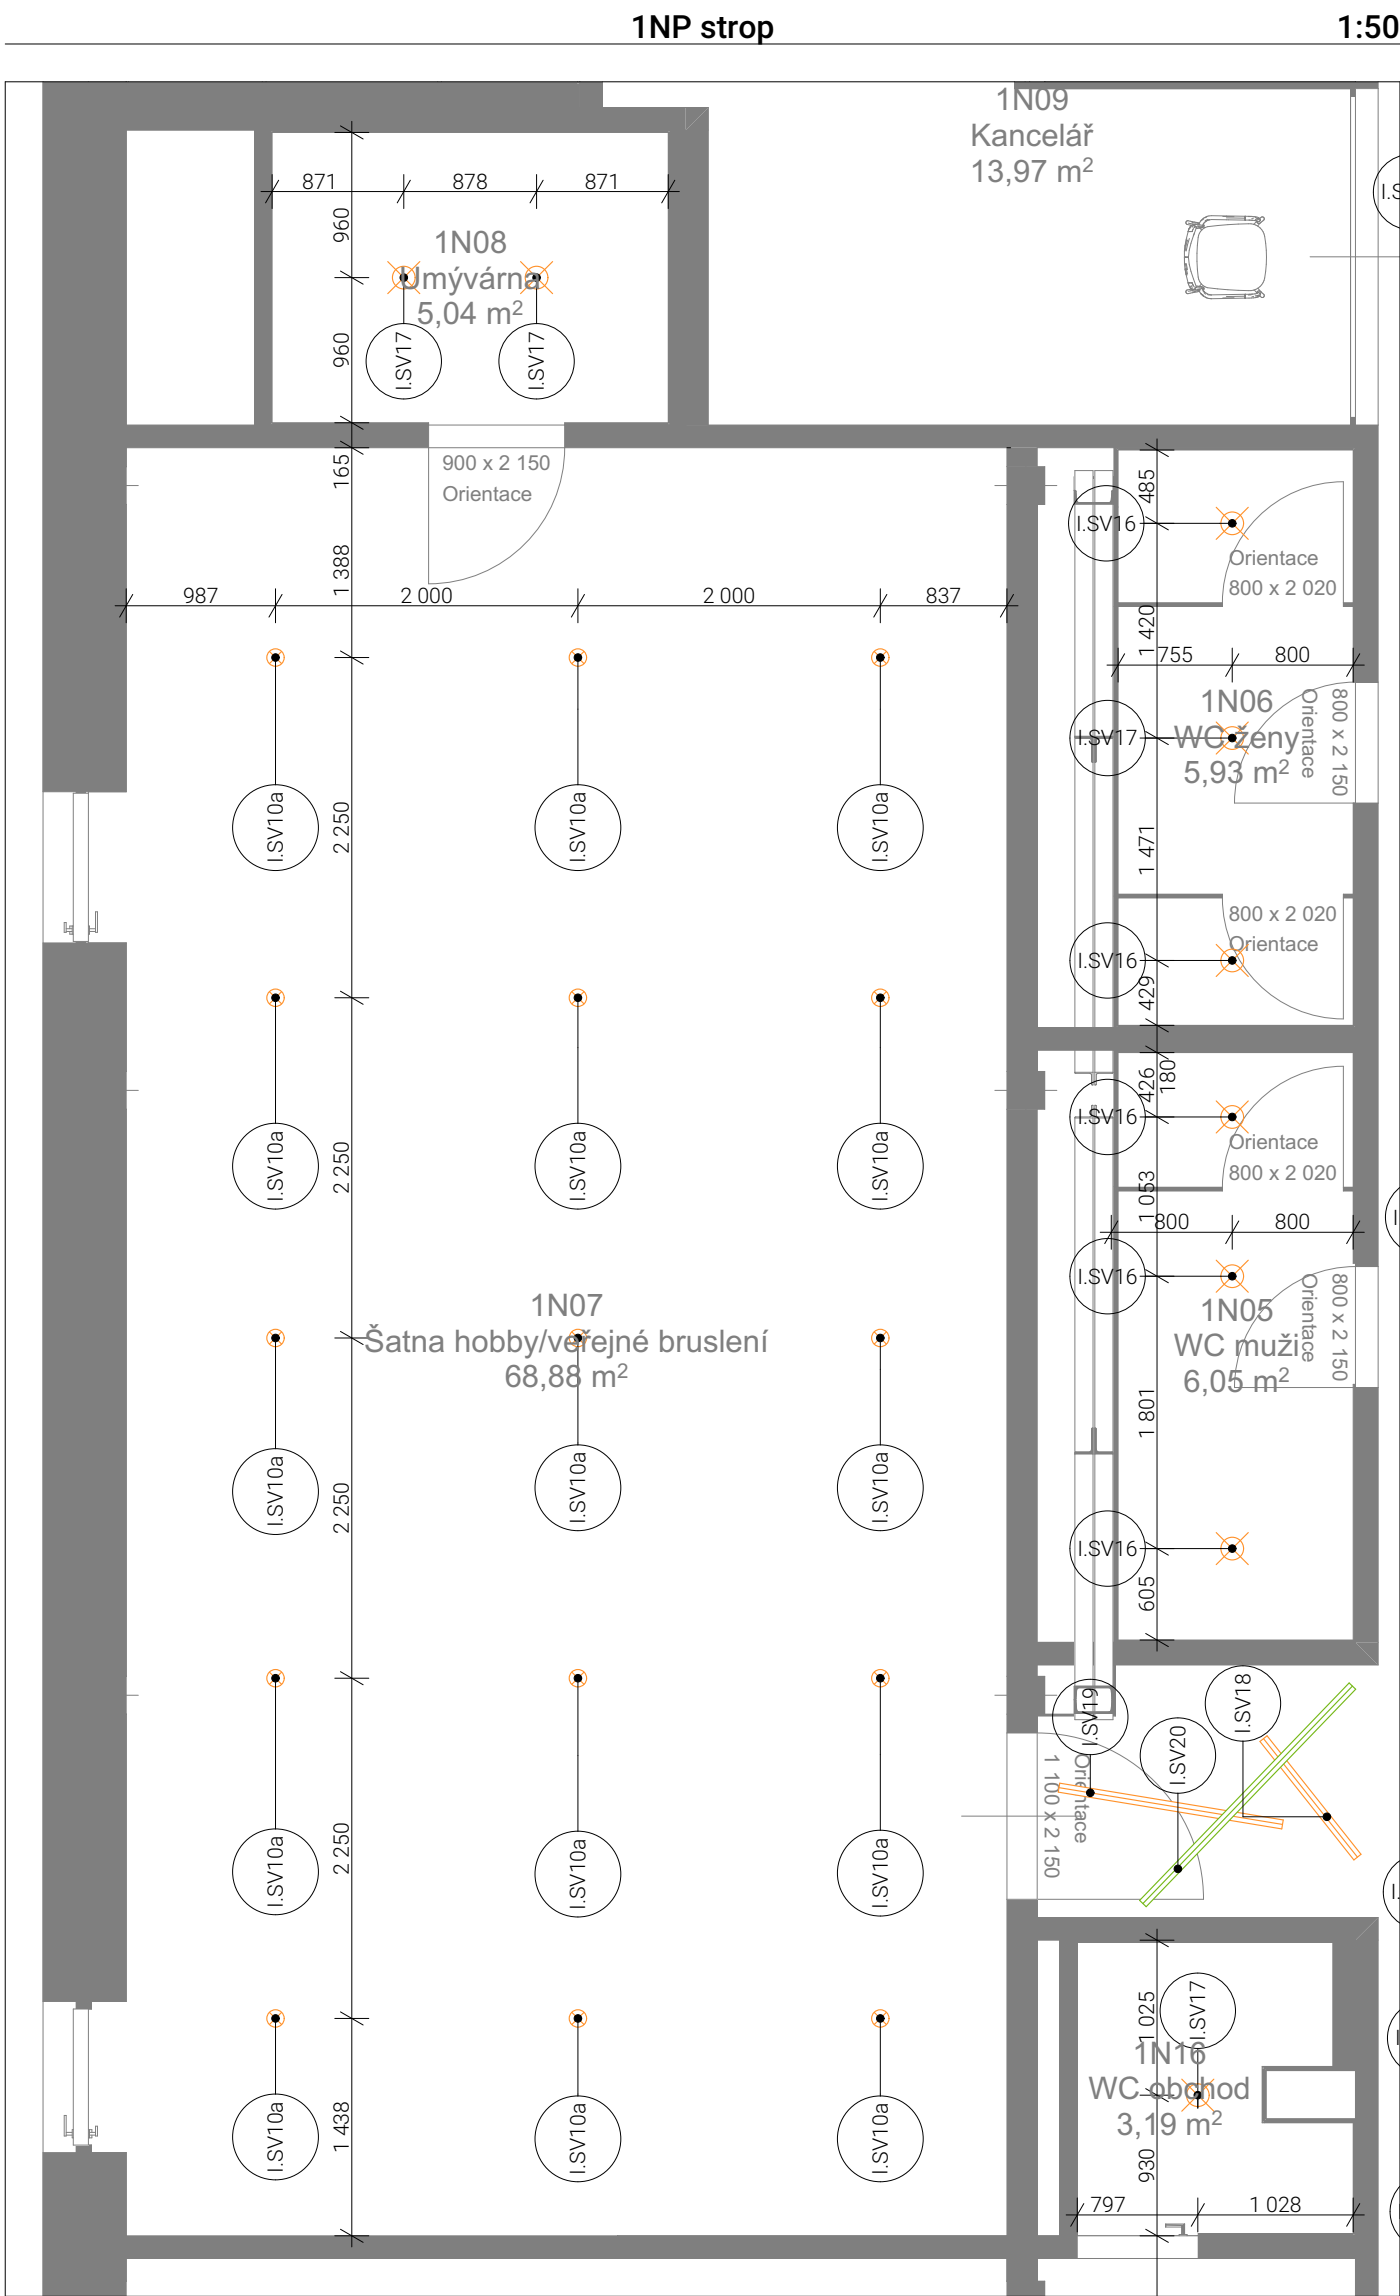 1NP strop
1:50
1N09
Kancelář
13,97 m²
871
878
871
960
960
1N08
Umývárna
5,04 m²
I.SV17
I.SV17
165
900 x 2 150
Orientace
1 388
987
2 000
2 000
837
I.SV10a
I.SV10a
I.SV10a
2 250
I.SV10a
I.SV10a
I.SV10a
2 250
1N07
Šatna hobby/veřejné bruslení
68,88 m²
I.SV10a
I.SV10a
I.SV10a
2 250
I.SV10a
I.SV10a
I.SV10a
2 250
I.SV10a
I.SV10a
I.SV10a
1 438
485
I.SV16
Orientace
800 x 2 020
1 420
755
800
1N06
WC ženy
5,93 m²
I.SV17
Orientace
800 x 2 150
1 471
800 x 2 020
Orientace
I.SV16
429
180
426
I.SV16
Orientace
800 x 2 020
1 053
800
800
I.SV16
1N05
WC muži
6,05 m²
Orientace
800 x 2 150
1 801
I.SV16
605
I.SV19
I.SV20
I.SV18
Orientace
1 100 x 2 150
1 025
I.SV17
1N16
WC obchod
3,19 m²
930
797
1 028